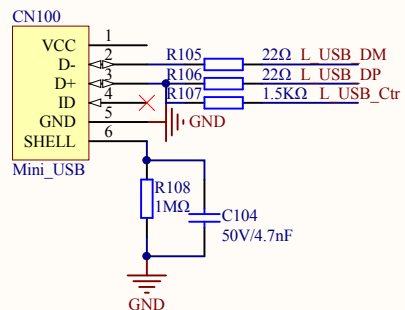 CN100
VCC 1
D- 2 R105 22Ω L_USB_DM
D+ 3 R106 22Ω L_USB_DP
ID 4 R107 1.5KΩ L_USB_Ctr
GND 5 GND
SHELL 6
Mini_USB
R108
1MΩ
C104
50V/4.7nF
GND